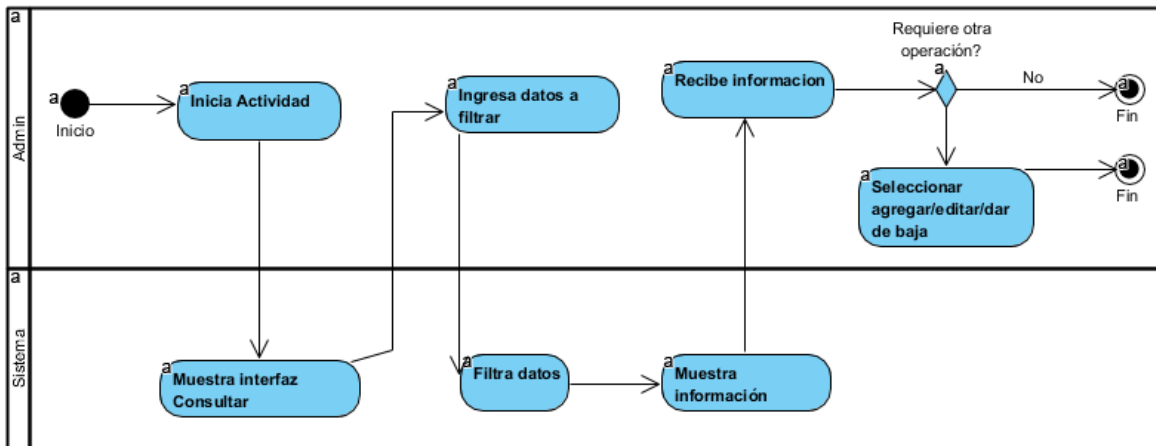 a
Admin
a
Inicio
a
Inicia Actividad
a
Ingresa datos a
filtrar
a
Recibe informacion
Requiere otra
operación?
a
No
a
Fin
a
Seleccionar
agregar/editar/dar
de baja
a
Fin
a
Sistema
a
Muestra interfaz
Consultar
a
Filtra datos
a
Muestra
información